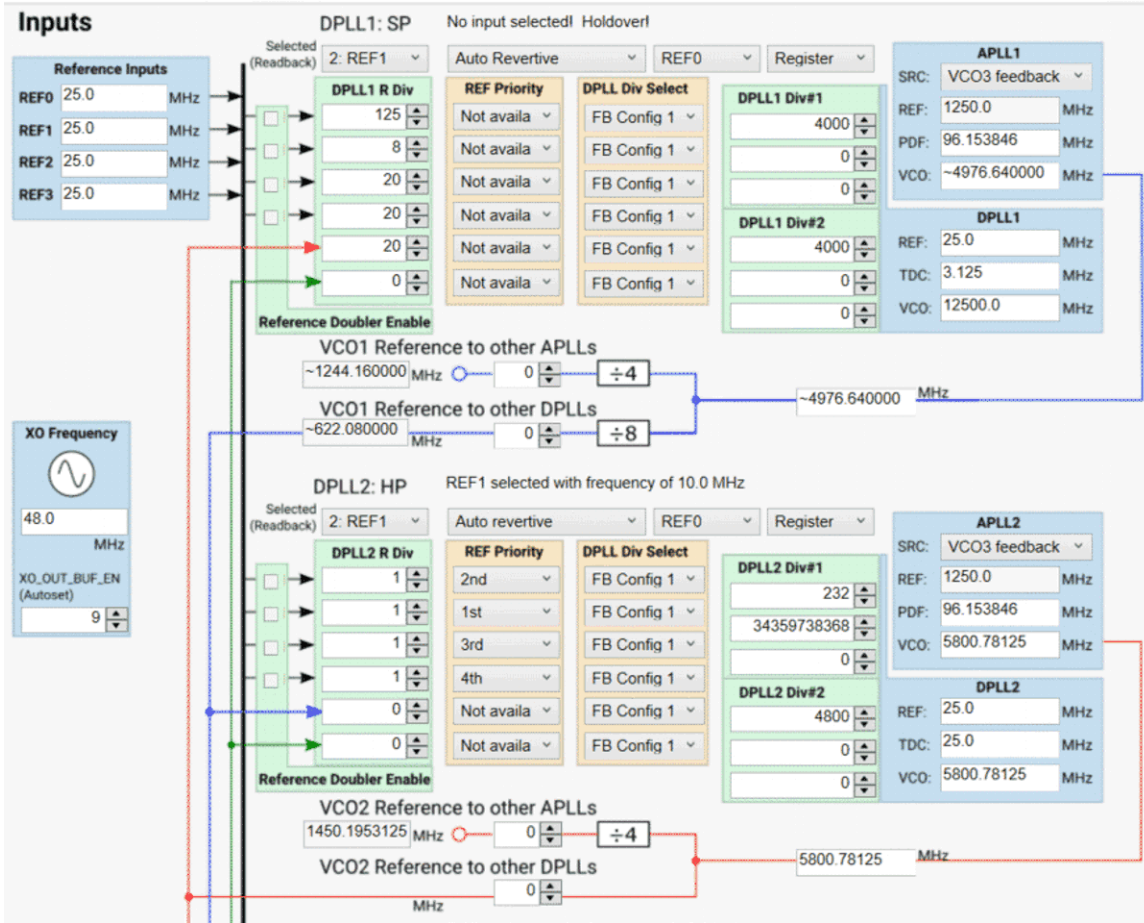 Inputs
DPLL1: SP No input selected! Holdover!
Selected (Readback) 2: REF1 Auto Revertive REF0 Register
Reference Inputs
REF0 25.0 MHz
REF1 25.0 MHz
REF2 25.0 MHz
REF3 25.0 MHz
DPLL1 R Div REF Priority DPLL Div Select
125 Not availa FB Config 1
8 Not availa FB Config 1
20 Not availa FB Config 1
20 Not availa FB Config 1
20 Not availa FB Config 1
0 Not availa FB Config 1
Reference Doubler Enable
DPLL1 Div#1
4000
0
0
DPLL1 Div#2
4000
0
0
APLL1
SRC: VCO3 feedback
REF: 1250.0 MHz
PDF: 96.153846 MHz
VCO: ~4976.640000 MHz
DPLL1
REF: 25.0 MHz
TDC: 3.125 MHz
VCO: 12500.0 MHz
VCO1 Reference to other APLLs
~1244.160000 MHz 0 ÷4
~4976.640000 MHz
VCO1 Reference to other DPLLs
~622.080000 MHz 0 ÷8
XO Frequency
48.0
MHz
XO_OUT_BUF_EN
(Autoset)
9
DPLL2: HP REF1 selected with frequency of 10.0 MHz
Selected (Readback) 2: REF1 Auto revertive REF0 Register
DPLL2 R Div REF Priority DPLL Div Select
1 2nd FB Config 1
1 1st FB Config 1
1 3rd FB Config 1
1 4th FB Config 1
0 Not availa FB Config 1
0 Not availa FB Config 1
Reference Doubler Enable
DPLL2 Div#1
232
34359738368
0
DPLL2 Div#2
4800
0
0
APLL2
SRC: VCO3 feedback
REF: 1250.0 MHz
PDF: 96.153846 MHz
VCO: 5800.78125 MHz
DPLL2
REF: 25.0 MHz
TDC: 25.0 MHz
VCO: 5800.78125 MHz
VCO2 Reference to other APLLs
1450.1953125 MHz 0 ÷4
5800.78125 MHz
VCO2 Reference to other DPLLs
0
MHz